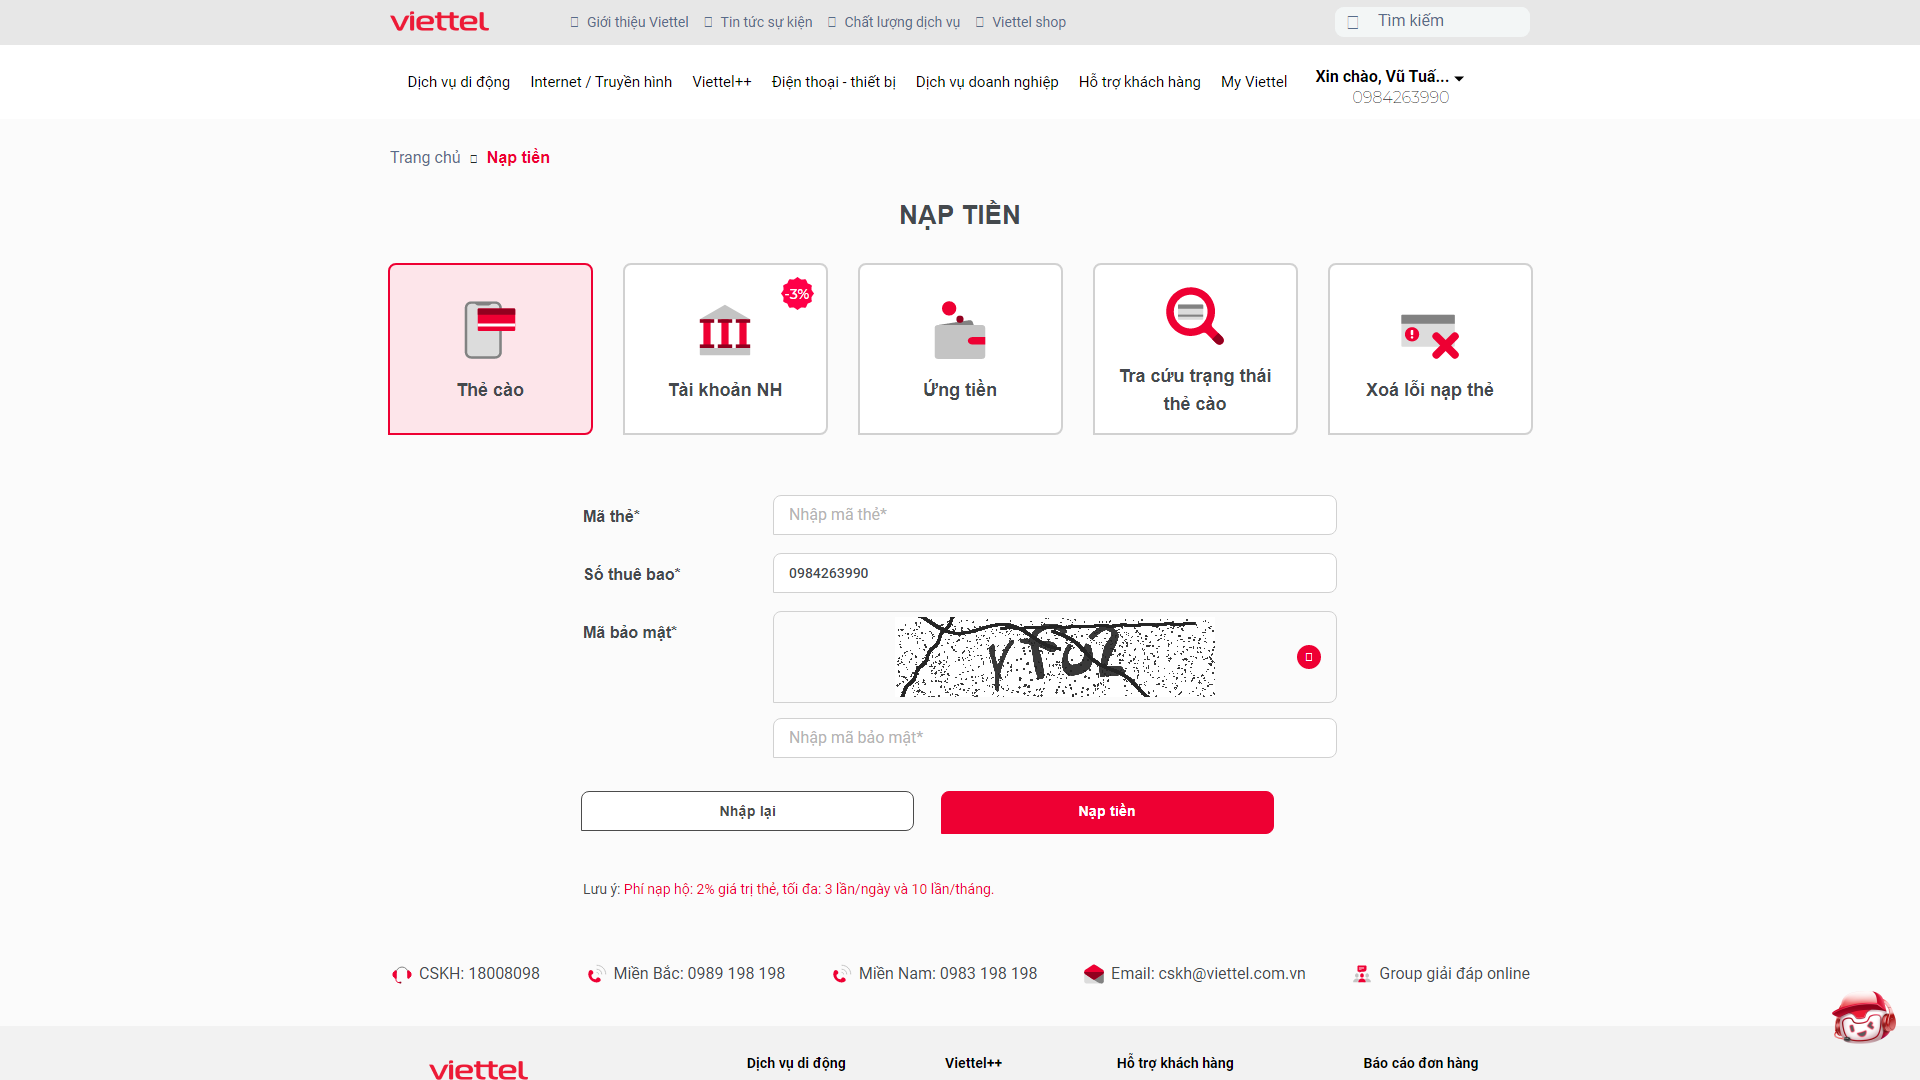 viettel
Giới thiệu Viettel
Tin tức sự kiện
Chất lượng dịch vụ
Viettel shop
Tìm kiếm
Dịch vụ di động
Internet / Truyền hình
Viettel++
Điện thoại - thiết bị
Dịch vụ doanh nghiệp
Hỗ trợ khách hàng
My Viettel
Xin chào, Vũ Tuấ...
0984263990
Trang chủ
Nạp tiền
NẠP TIỀN
Thẻ cào
-3%
Tài khoản NH
Ứng tiền
Tra cứu trạng thái
thẻ cào
Xoá lỗi nạp thẻ
Mã thẻ*
Nhập mã thẻ*
Số thuê bao*
0984263990
Mã bảo mật*
Nhập mã bảo mật*
Nhập lại
Nạp tiền
Lưu ý: Phí nạp hộ: 2% giá trị thẻ, tối đa: 3 lần/ngày và 10 lần/tháng.
CSKH: 18008098
Miền Bắc: 0989 198 198
Miền Nam: 0983 198 198
Email: cskh@viettel.com.vn
Group giải đáp online
viettel
Dịch vụ di động
Viettel++
Hỗ trợ khách hàng
Báo cáo đơn hàng